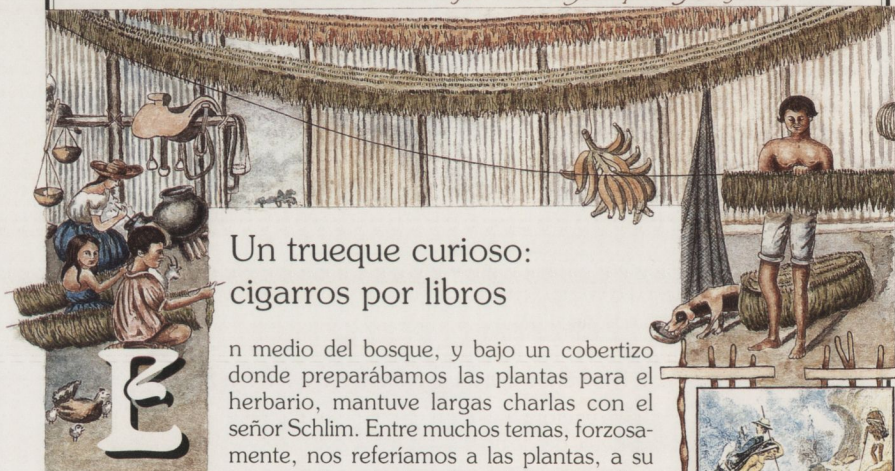 Un trueque curioso:
cigarros por libros
En medio del bosque, y bajo un cobertizo
donde preparábamos las plantas para el
herbario, mantuve largas charlas con el
señor Schlim. Entre muchos temas, forzosa-
mente, nos referíamos a las plantas, a su